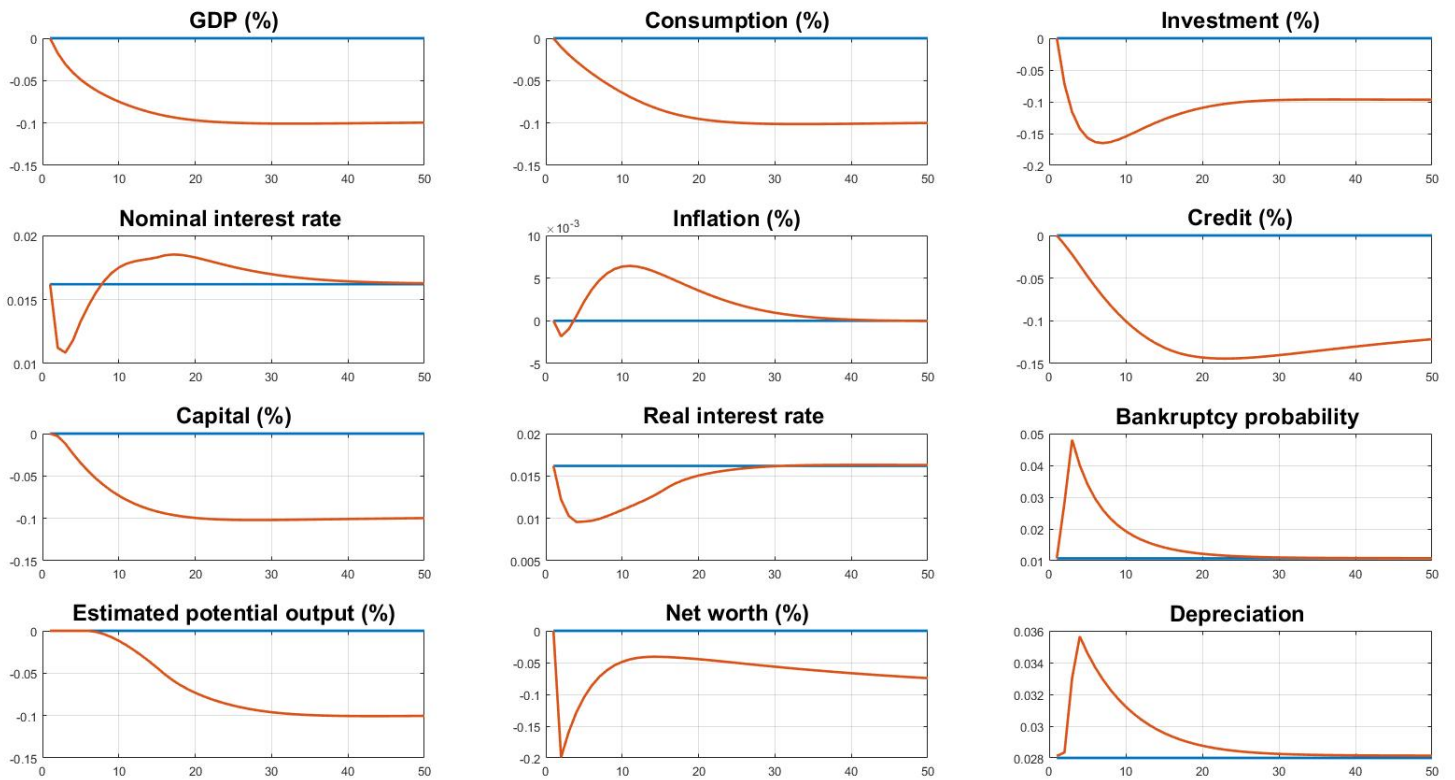 GDP (%)
0
-0.05
-0.1
-0.15
0 10 20 30 40 50
Consumption (%)
0
-0.05
-0.1
-0.15
0 10 20 30 40 50
Investment (%)
0
-0.05
-0.1
-0.15
-0.2
0 10 20 30 40 50
Nominal interest rate
0.02
0.015
0.01
0 10 20 30 40 50
Inflation (%)
×10⁻³
10
5
0
-5
0 10 20 30 40 50
Credit (%)
0
-0.05
-0.1
-0.15
0 10 20 30 40 50
Capital (%)
0
-0.05
-0.1
-0.15
0 10 20 30 40 50
Real interest rate
0.02
0.015
0.01
0.005
0 10 20 30 40 50
Bankruptcy probability
0.05
0.04
0.03
0.02
0.01
0 10 20 30 40 50
Estimated potential output (%)
0
-0.05
-0.1
-0.15
0 10 20 30 40 50
Net worth (%)
0
-0.05
-0.1
-0.15
-0.2
0 10 20 30 40 50
Depreciation
0.036
0.034
0.032
0.03
0.028
0 10 20 30 40 50